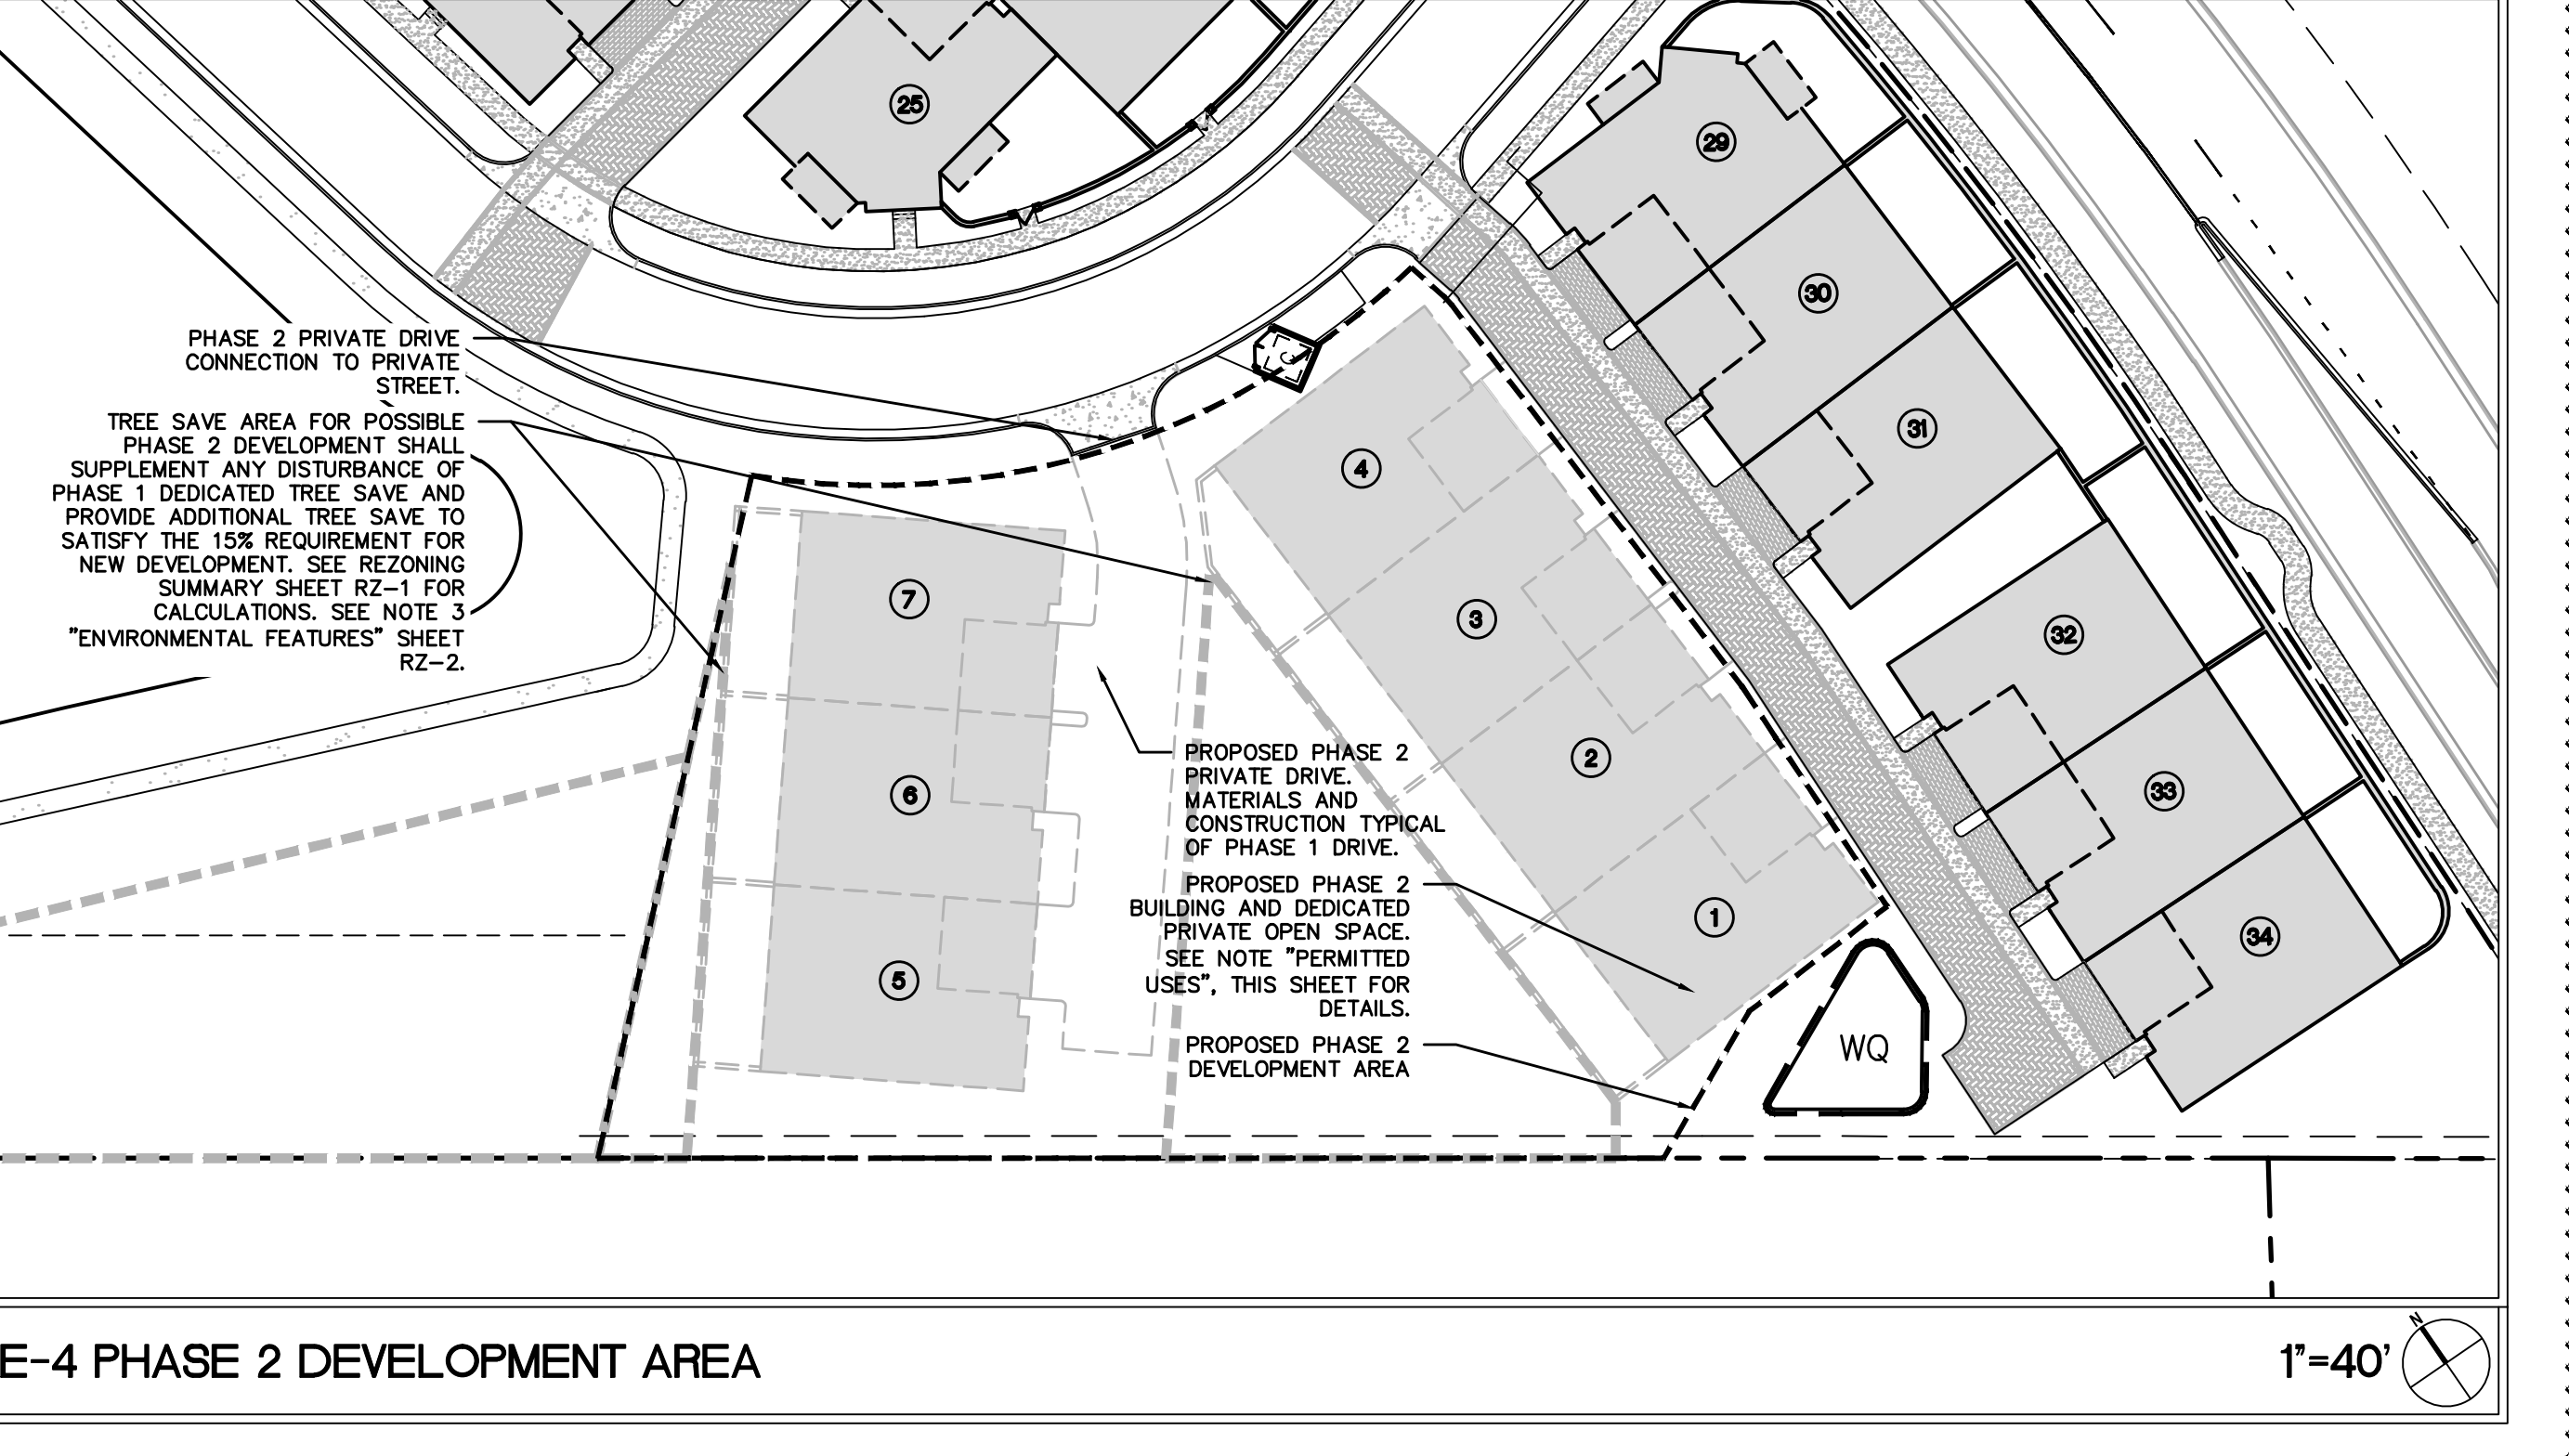 25
29
30
31
32
33
34
PHASE 2 PRIVATE DRIVE
CONNECTION TO PRIVATE
STREET.
TREE SAVE AREA FOR POSSIBLE
PHASE 2 DEVELOPMENT SHALL
SUPPLEMENT ANY DISTURBANCE OF
PHASE 1 DEDICATED TREE SAVE AND
PROVIDE ADDITIONAL TREE SAVE TO
SATISFY THE 15% REQUIREMENT FOR
NEW DEVELOPMENT. SEE REZONING
SUMMARY SHEET RZ-1 FOR
CALCULATIONS. SEE NOTE 3
"ENVIRONMENTAL FEATURES" SHEET
RZ-2.
4
3
2
1
7
6
5
PROPOSED PHASE 2
PRIVATE DRIVE.
MATERIALS AND
CONSTRUCTION TYPICAL
OF PHASE 1 DRIVE.
PROPOSED PHASE 2
BUILDING AND DEDICATED
PRIVATE OPEN SPACE.
SEE NOTE "PERMITTED
USES", THIS SHEET FOR
DETAILS.
PROPOSED PHASE 2
DEVELOPMENT AREA
WQ
E-4 PHASE 2 DEVELOPMENT AREA
1"=40'
N